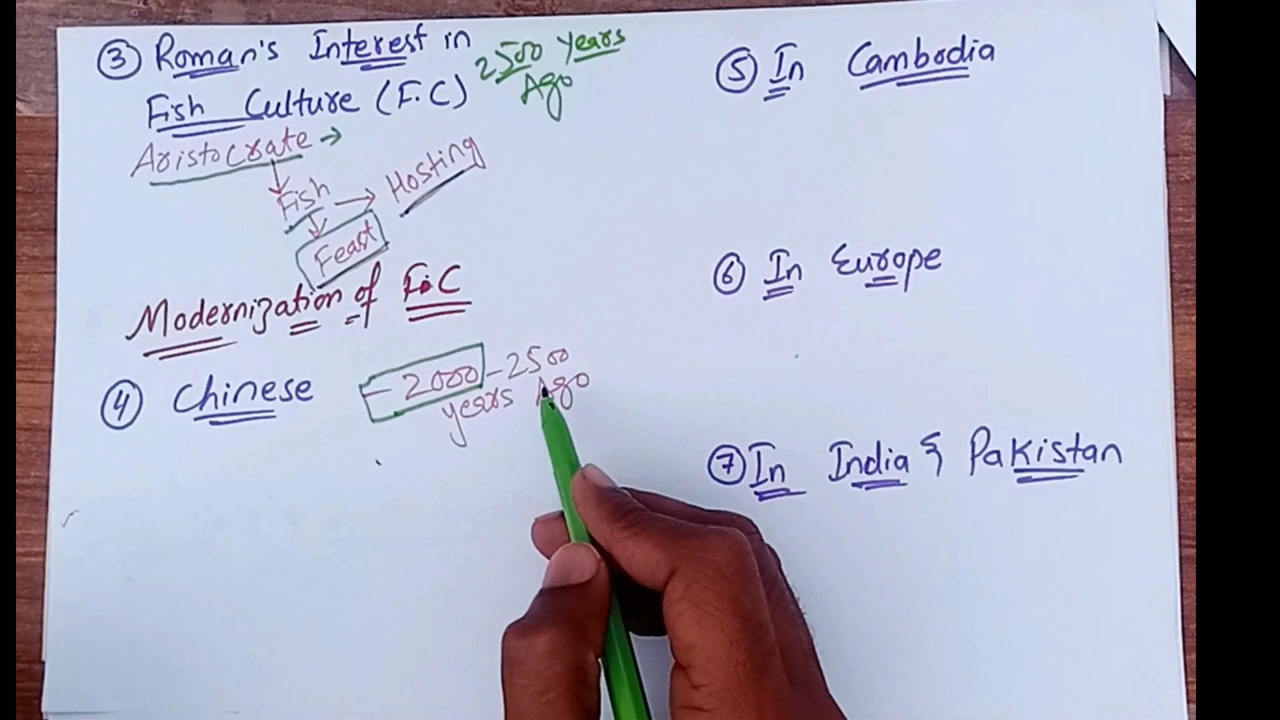 ③ Roman's Interest in
Fish Culture (F.C)
2500 Years
Ago
Aristocrate →
Fish → Hosting
Feast
Modernization of F.C
④ Chinese
- 2000 - 2500
years Ago
⑤ In Cambodia
⑥ In Europe
⑦ In India & Pakistan